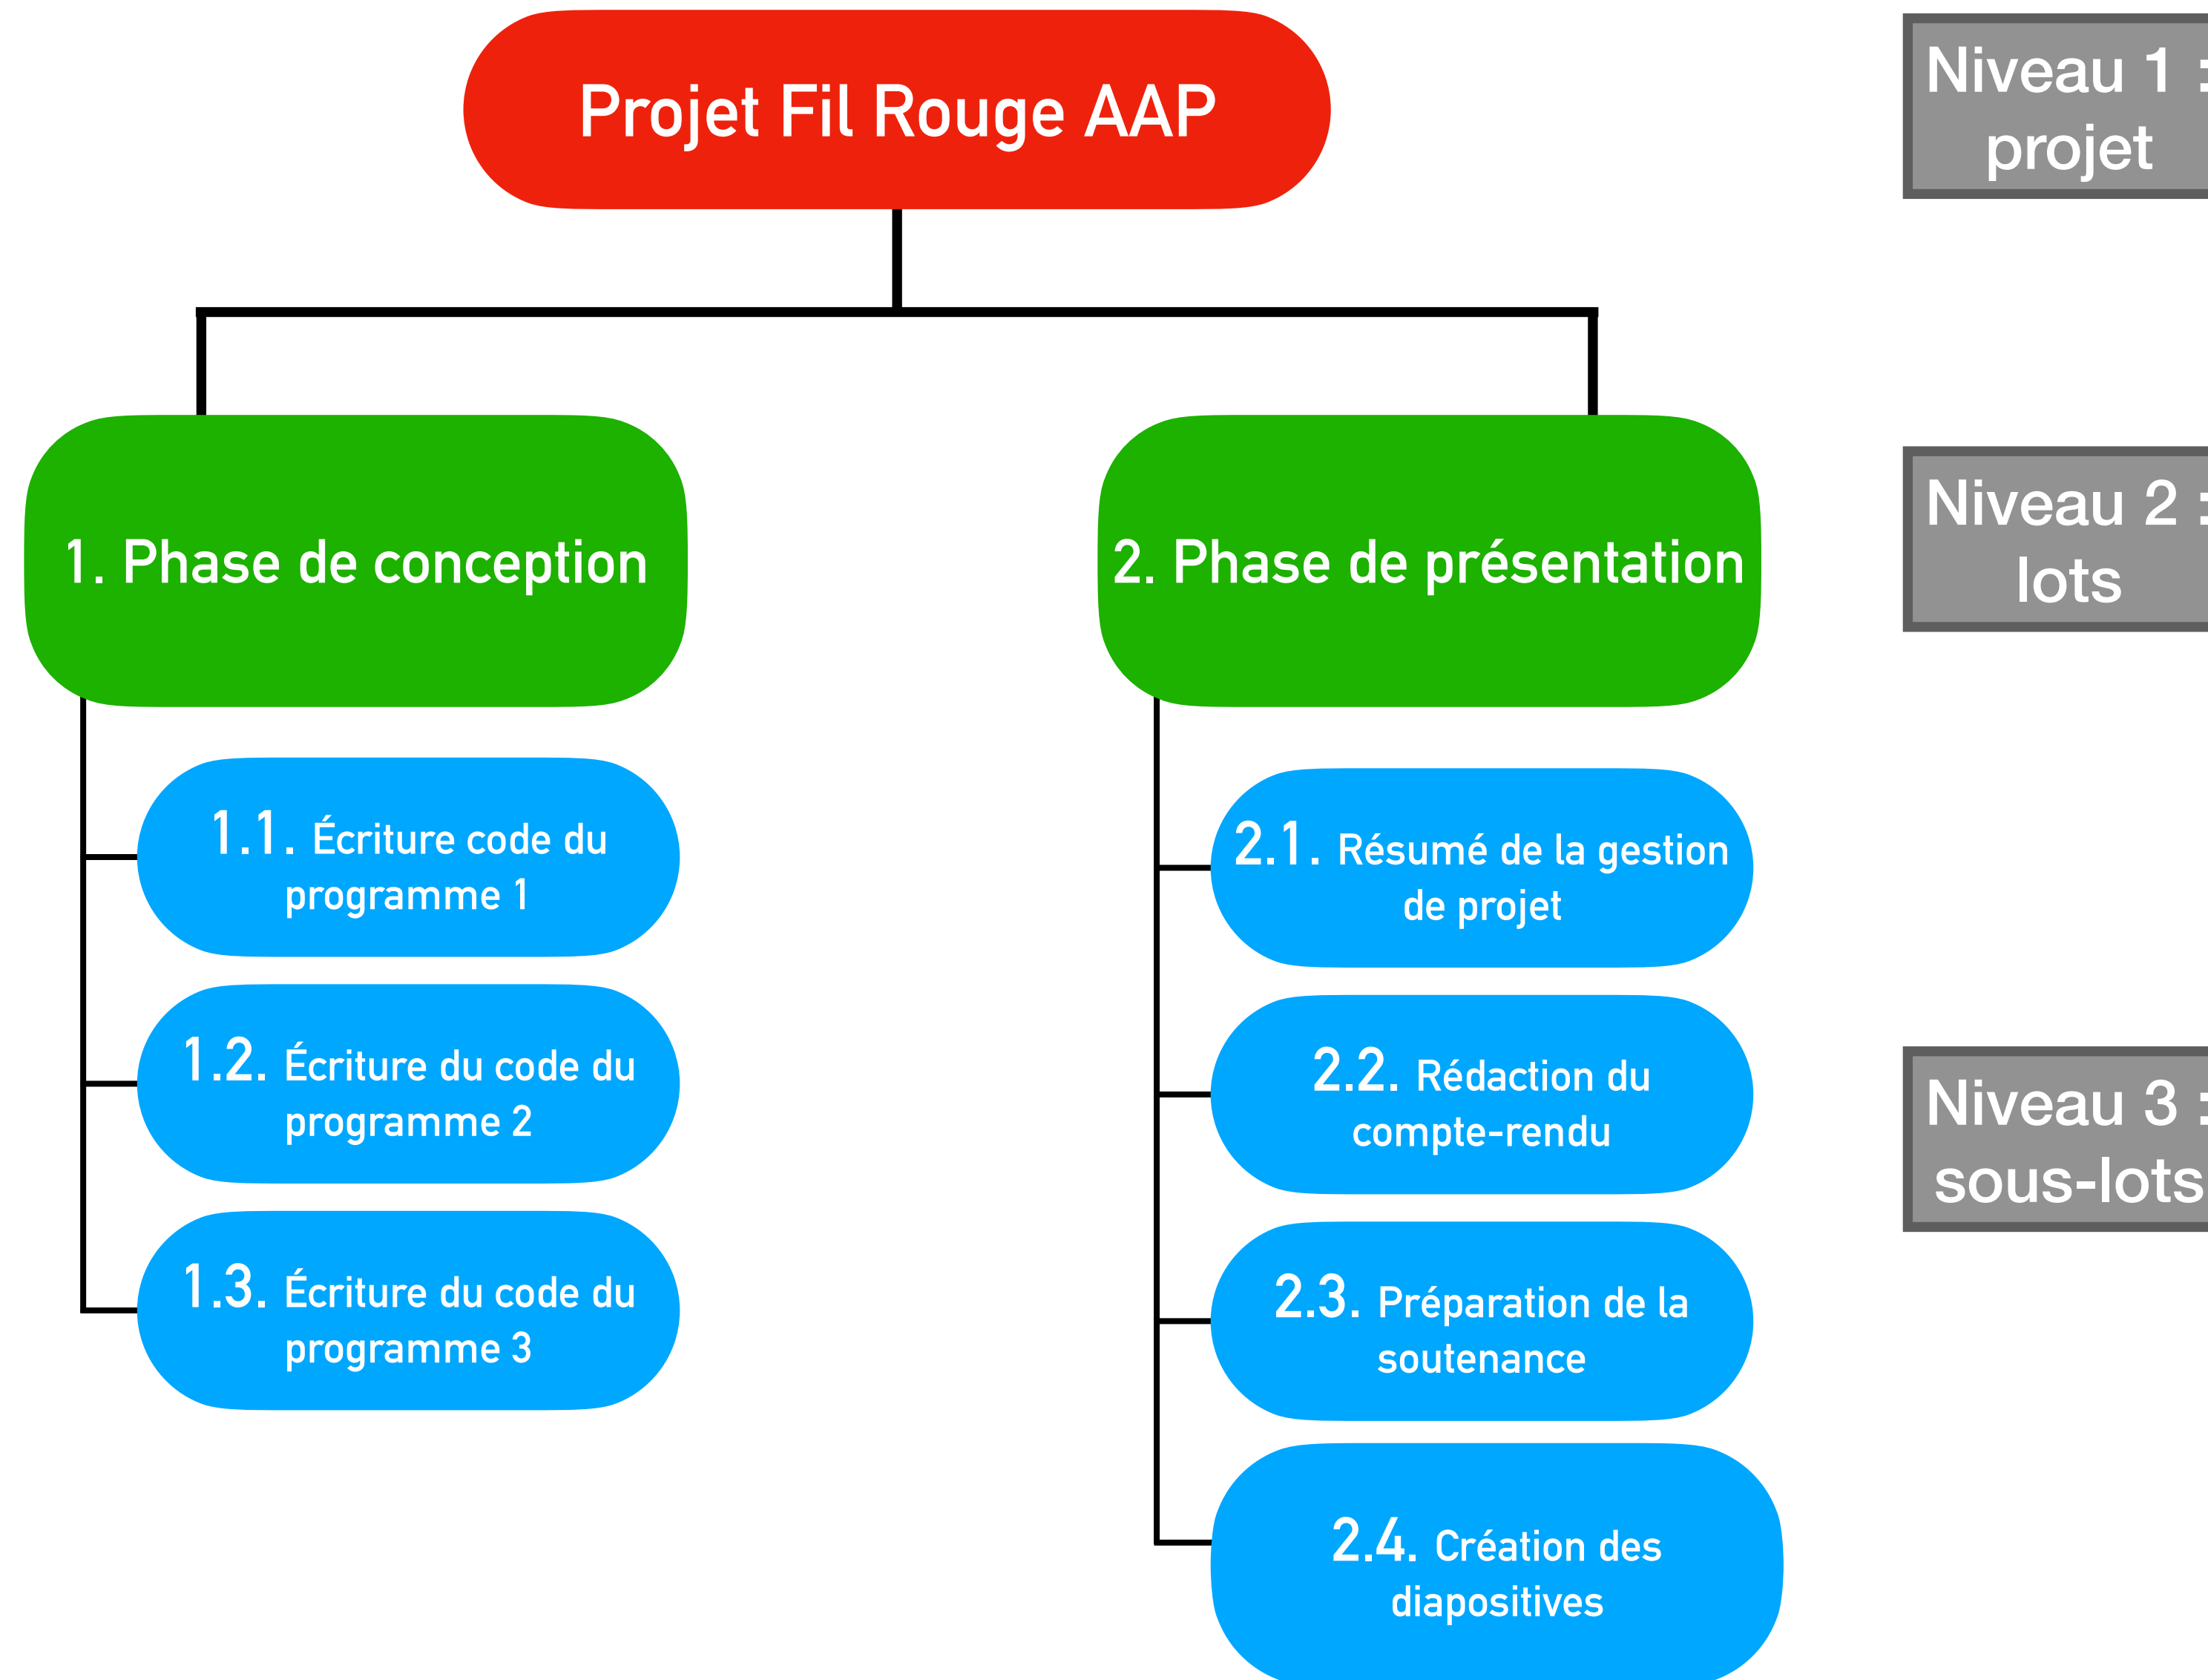 Projet Fil Rouge AAP
Niveau 1 :
projet
1. Phase de conception
2. Phase de présentation
Niveau 2 :
lots
1.1. Écriture code du
programme 1
1.2. Écriture du code du
programme 2
1.3. Écriture du code du
programme 3
2.1. Résumé de la gestion
de projet
2.2. Rédaction du
compte-rendu
2.3. Préparation de la
soutenance
2.4. Création des
diapositives
Niveau 3 :
sous-lots